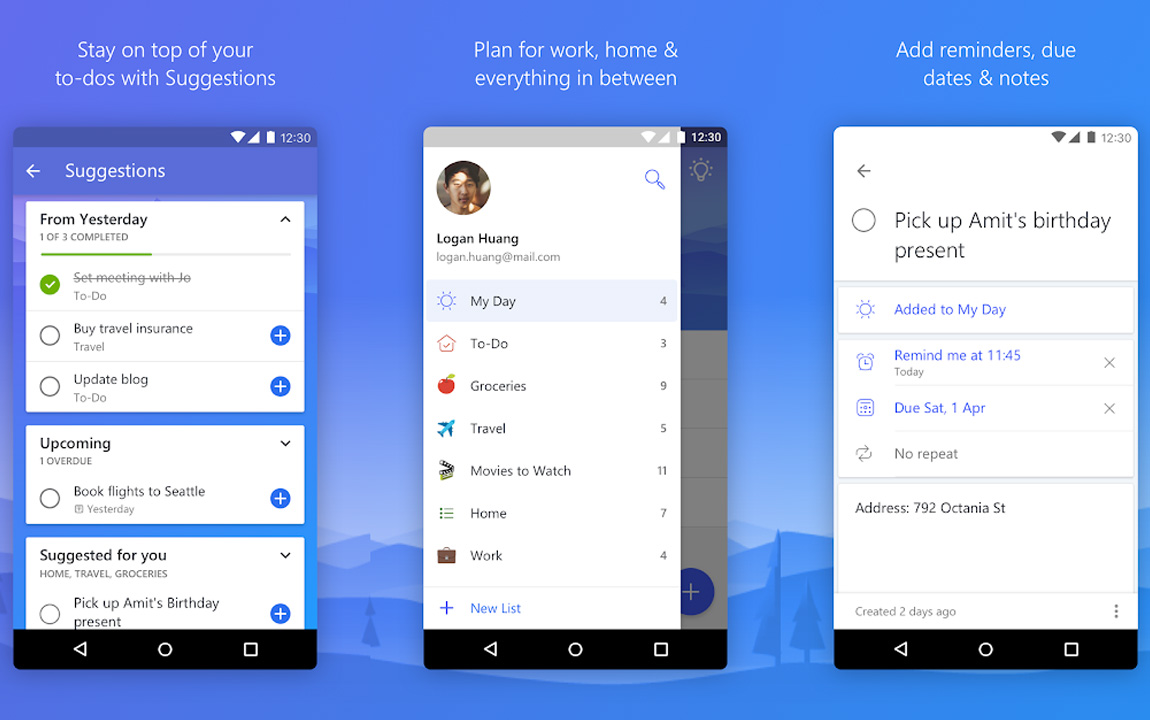 Stay on top of your
to-dos with Suggestions
12:30
Suggestions
From Yesterday
1 OF 3 COMPLETED
Set meeting with Jo
To-Do
Buy travel insurance
Travel
Update blog
To-Do
Upcoming
1 OVERDUE
Book flights to Seattle
Yesterday
Suggested for you
HOME, TRAVEL, GROCERIES
Pick up Amit's Birthday
present
Plan for work, home &
everything in between
12:30
Logan Huang
logan.huang@mail.com
My Day 4
To-Do 3
Groceries 9
Travel 5
Movies to Watch 11
Home 7
Work 4
New List
Add reminders, due
dates & notes
12:30
Pick up Amit's birthday
present
Added to My Day
Remind me at 11:45
Today
Due Sat, 1 Apr
No repeat
Address: 792 Octania St
Created 2 days ago